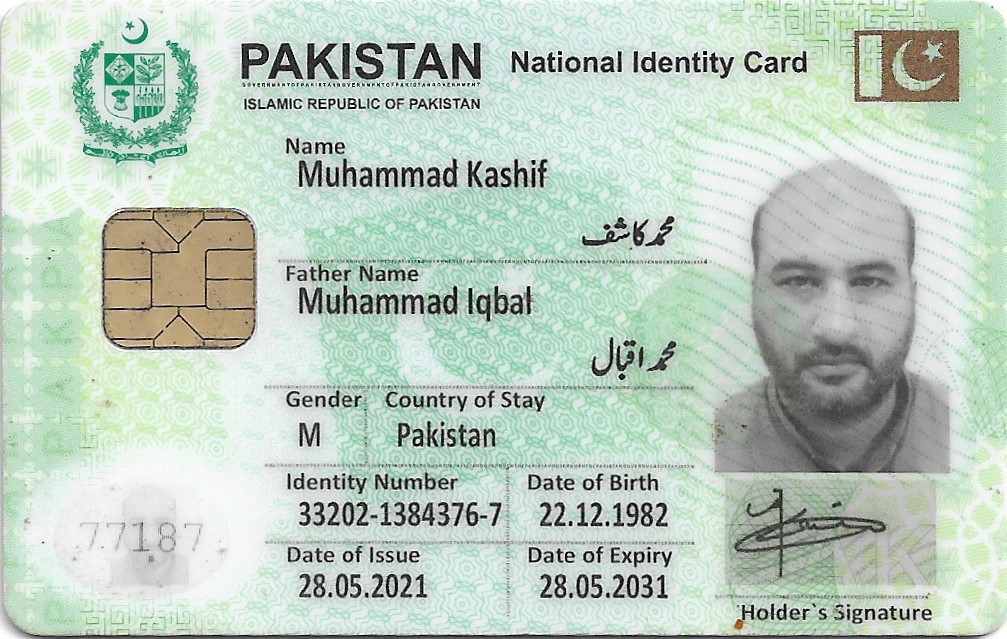 PAKISTAN National Identity Card
ISLAMIC REPUBLIC OF PAKISTAN
Name
Muhammad Kashif
محمد کاشف
Father Name
Muhammad Iqbal
محمد اقبال
Gender Country of Stay
M Pakistan
Identity Number Date of Birth
33202-1384376-7 22.12.1982
Date of Issue Date of Expiry
28.05.2021 28.05.2031
77187
Holder`s Signature